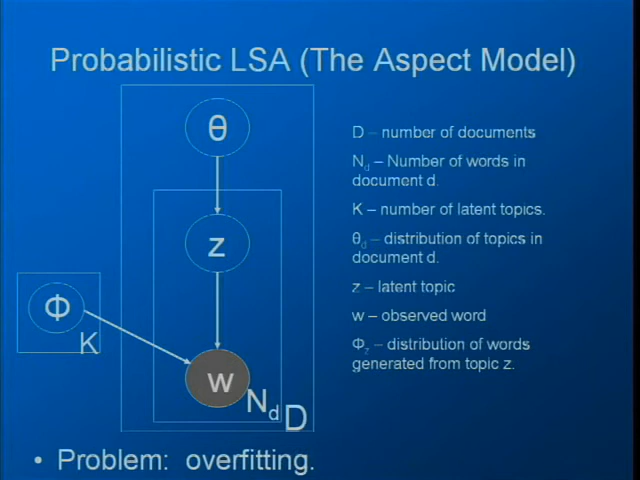 Probabilistic LSA (The Aspect Model)
θ
z
Φ
K
w
N_d
D
D – number of documents
N_d – Number of words in
document d.
K – number of latent topics.
θ_d – distribution of topics in
document d.
z – latent topic
w – observed word
Φ_z – distribution of words
generated from topic z.
• Problem: overfitting.